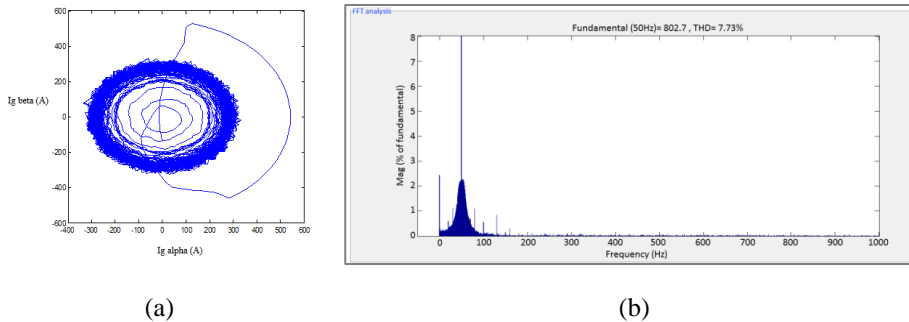 FFT analysis
Fundamental (50Hz)= 802.7 , THD= 7.73%
600
400
200
0
-200
-400
-600
Ig beta (A)
-400 -300 -200 -100 0 100 200 300 400 500 600
Ig alpha (A)
8
7
6
5
4
3
2
1
0
Mag (% of fundamental)
0 100 200 300 400 500 600 700 800 900 1000
Frequency (Hz)
(a)
(b)